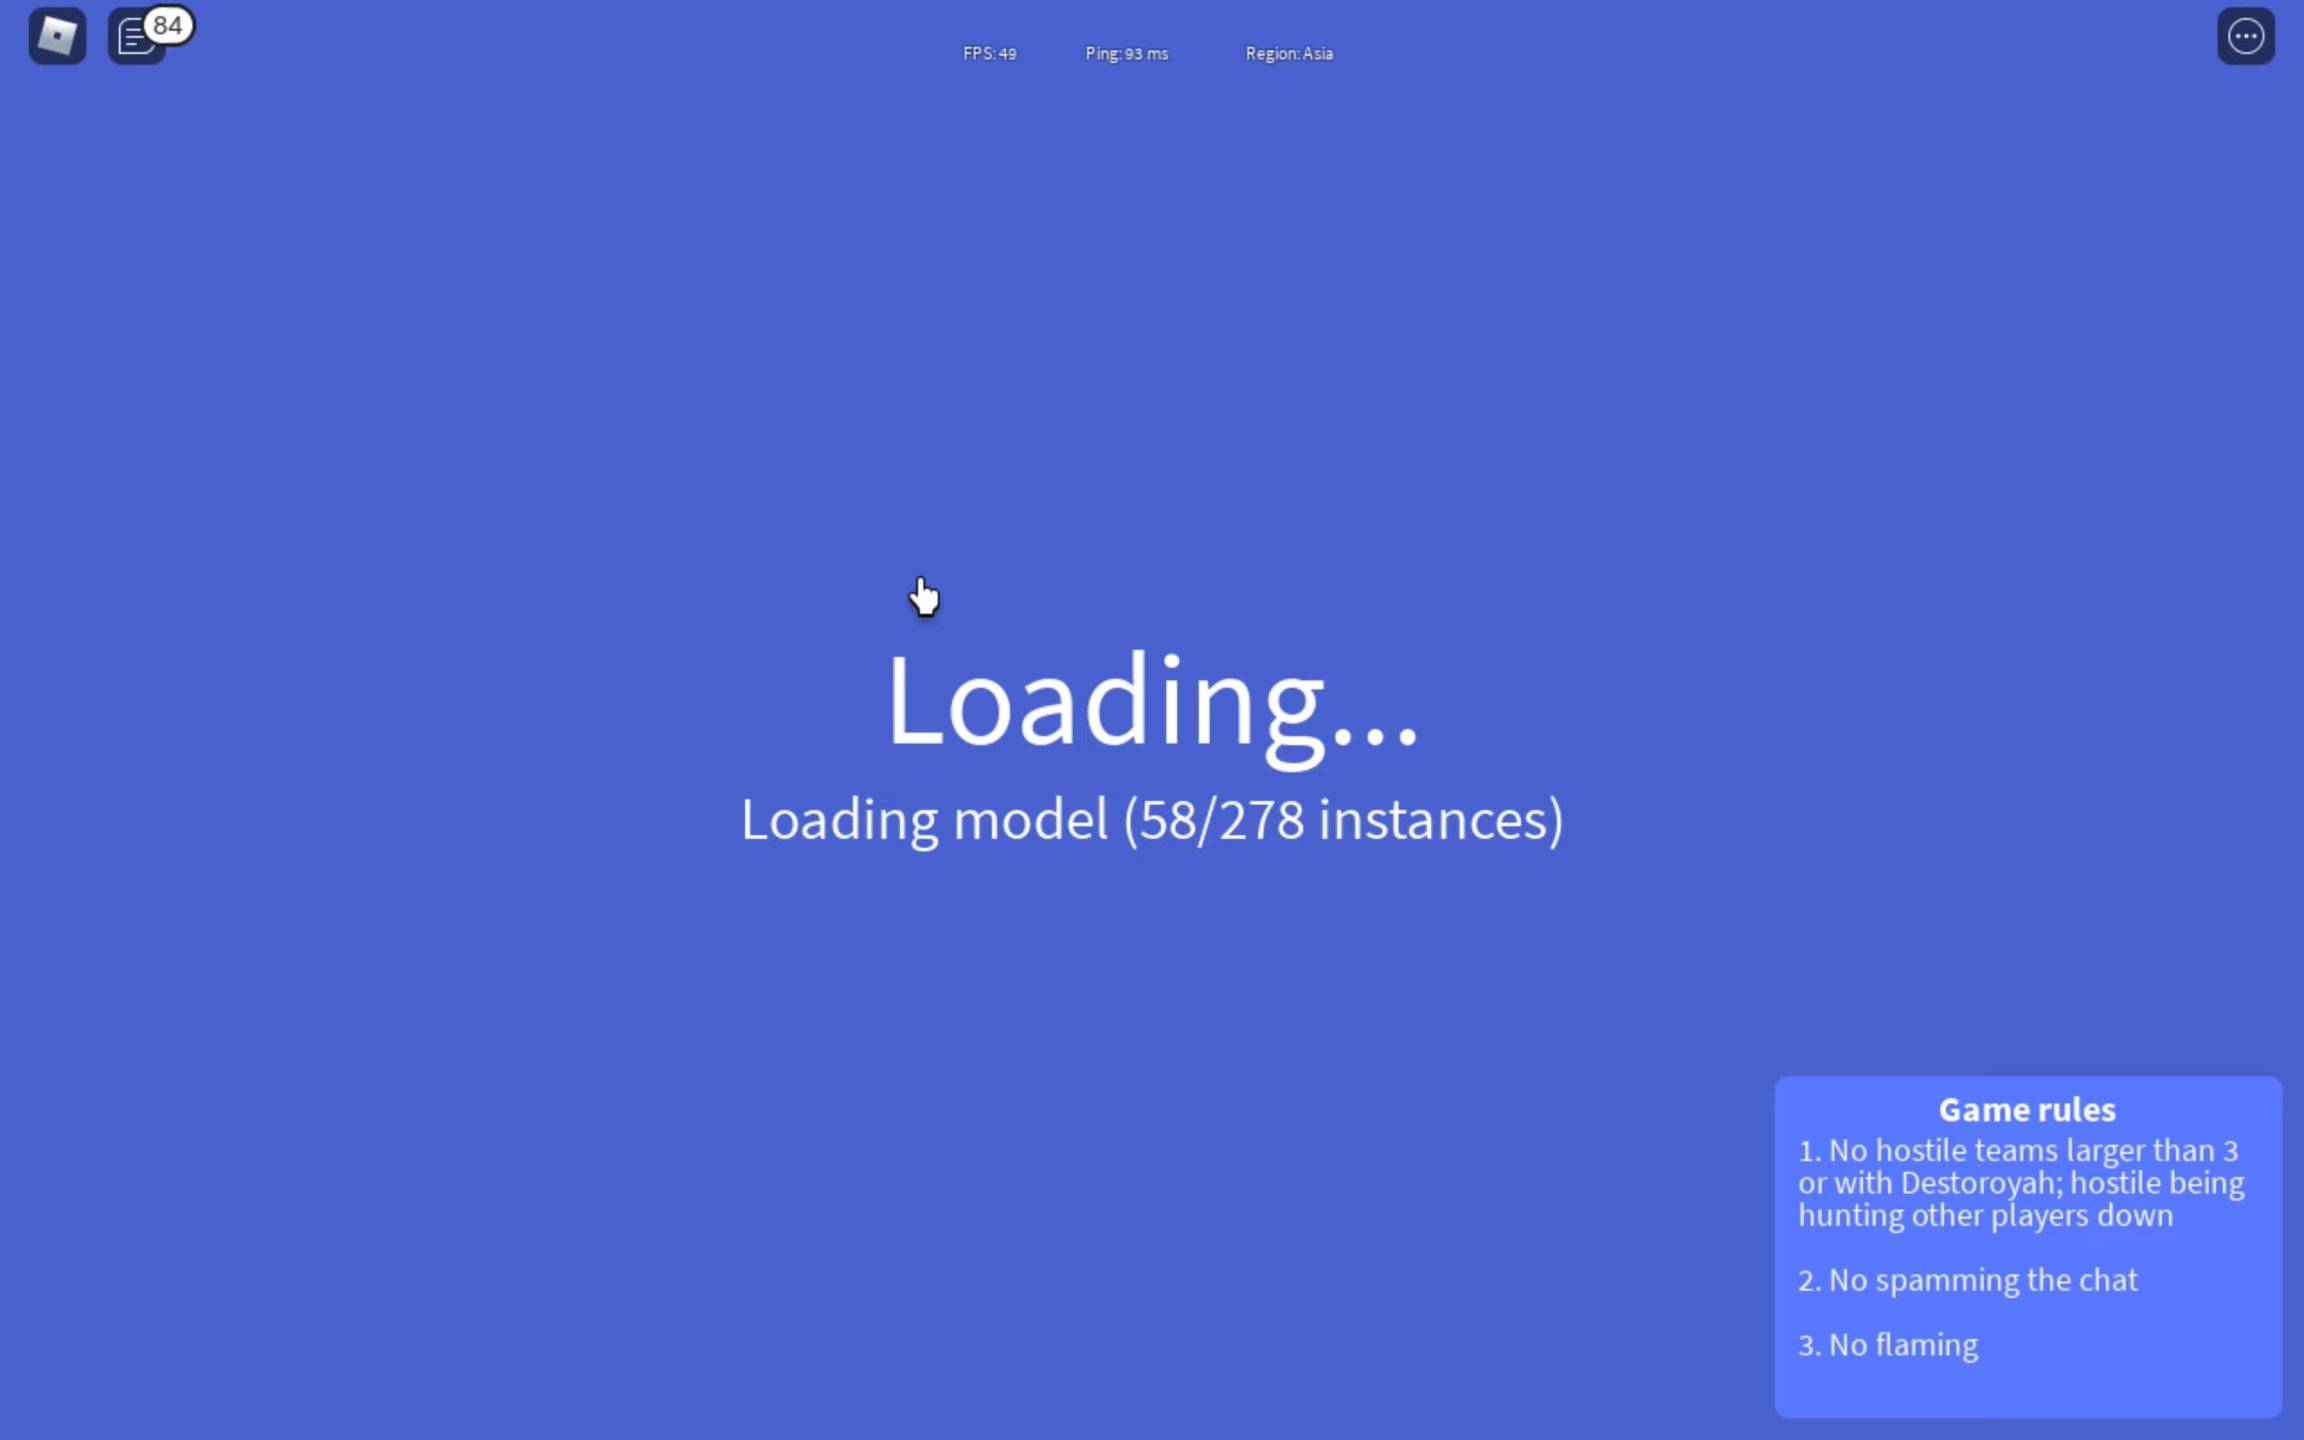 84
FPS: 49 Ping: 93 ms Region: Asia
Loading...
Loading model (58/278 instances)
Game rules
1. No hostile teams larger than 3
or with Destoroyah; hostile being
hunting other players down
2. No spamming the chat
3. No flaming